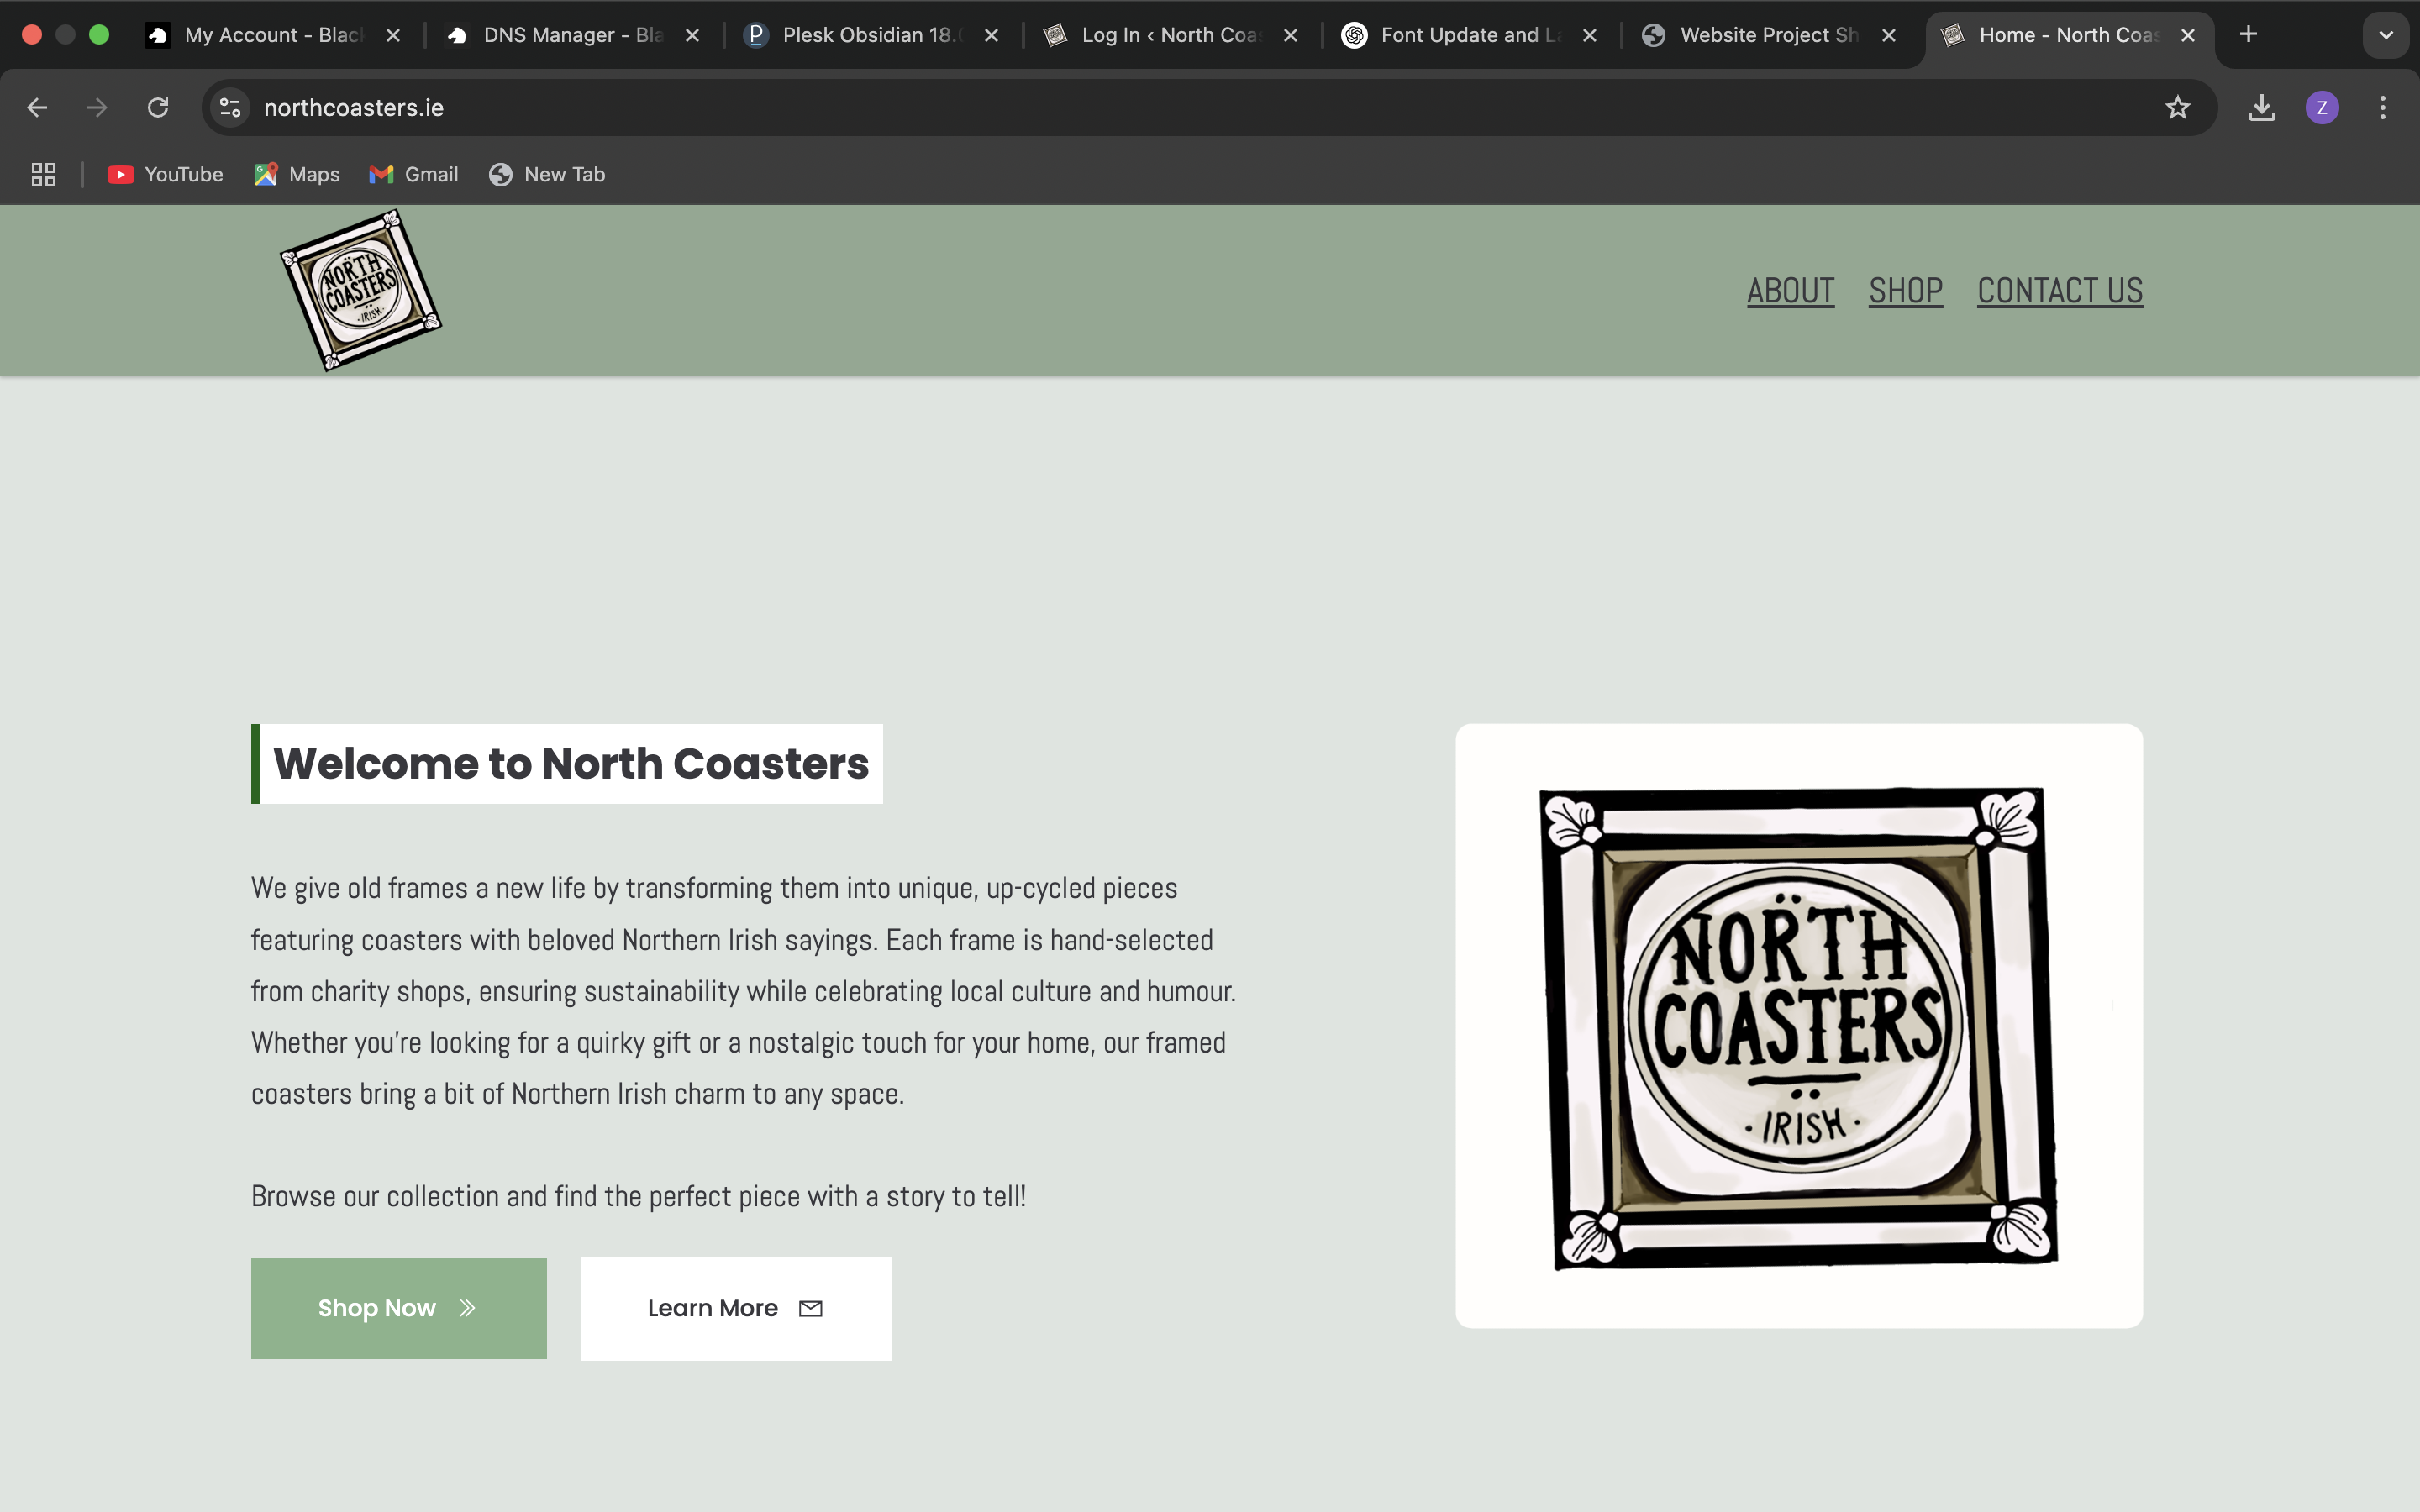 My Account - Blac
DNS Manager - Bla
Plesk Obsidian 18.
Log In ‹ North Coa
Font Update and L
Website Project Sh
Home - North Coas
northcoasters.ie
Z
YouTube
Maps
Gmail
New Tab
NORTH
COASTERS
·IRISH·
ABOUT
SHOP
CONTACT US
Welcome to North Coasters
We give old frames a new life by transforming them into unique, up-cycled pieces
featuring coasters with beloved Northern Irish sayings. Each frame is hand-selected
from charity shops, ensuring sustainability while celebrating local culture and humour.
Whether you’re looking for a quirky gift or a nostalgic touch for your home, our framed
coasters bring a bit of Northern Irish charm to any space.
Browse our collection and find the perfect piece with a story to tell!
Shop Now
Learn More
NORTH
COASTERS
·IRISH·